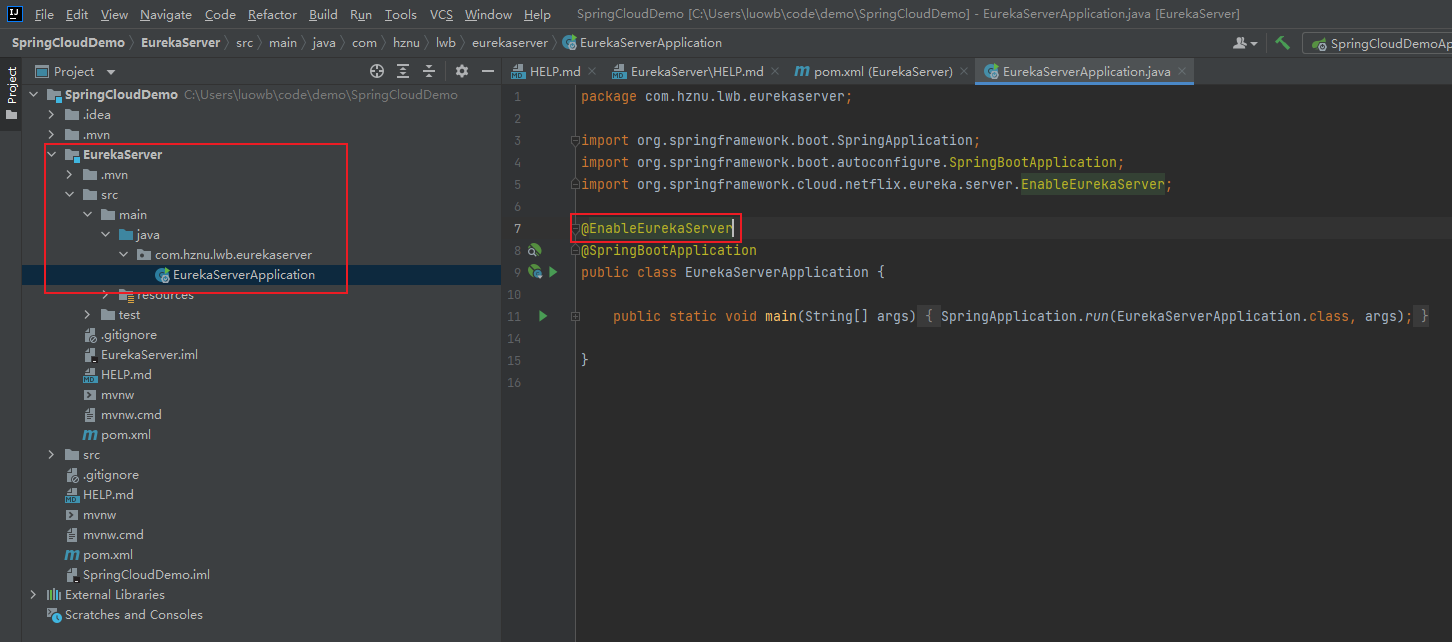 File Edit View Navigate Code Refactor Build Run Tools VCS Window Help SpringCloudDemo [C:\Users\luowb\code\demo\SpringCloudDemo] - EurekaServerApplication.java [EurekaServer]
SpringCloudDemo EurekaServer src main java com hznu lwb eurekaserver EurekaServerApplication SpringCloudDemoAp
Project
Project
HELP.md EurekaServer\HELP.md pom.xml (EurekaServer) EurekaServerApplication.java
SpringCloudDemo C:\Users\luowb\code\demo\SpringCloudDemo
.idea
.mvn
EurekaServer
.mvn
src
main
java
com.hznu.lwb.eurekaserver
EurekaServerApplication
resources
test
.gitignore
EurekaServer.iml
HELP.md
mvnw
mvnw.cmd
pom.xml
src
.gitignore
HELP.md
mvnw
mvnw.cmd
pom.xml
SpringCloudDemo.iml
External Libraries
Scratches and Consoles
1 package com.hznu.lwb.eurekaserver;
2
3 import org.springframework.boot.SpringApplication;
4 import org.springframework.boot.autoconfigure.SpringBootApplication;
5 import org.springframework.cloud.netflix.eureka.server.EnableEurekaServer;
6
7 @EnableEurekaServer
8 @SpringBootApplication
9 public class EurekaServerApplication {
10
11 public static void main(String[] args) { SpringApplication.run(EurekaServerApplication.class, args); }
14
15 }
16